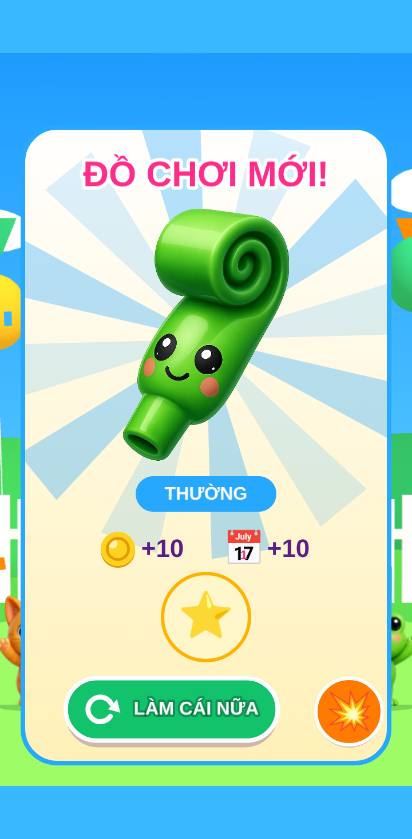 ĐỒ CHƠI MỚI!
THƯỜNG
+10
July
17
+10
LÀM CÁI NỮA